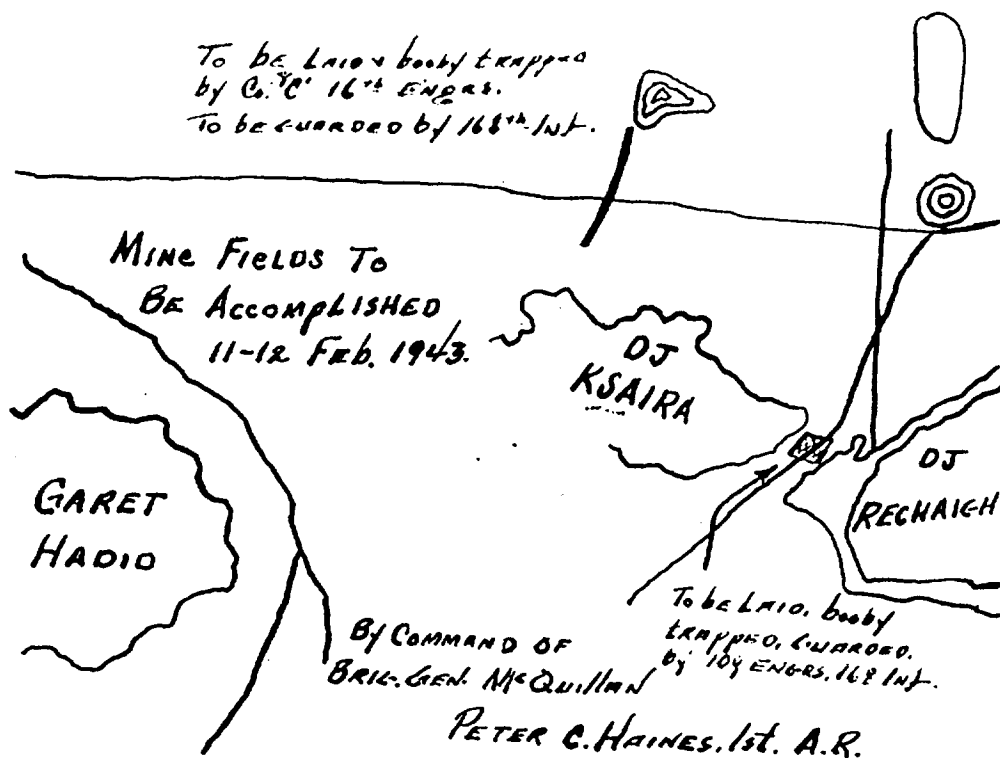 To be Laid & booby trapped
by Co. "C" 16th Engrs.
To be guarded by 168th Inf.
Mine Fields To
Be Accomplished
11-12 Feb. 1943.
DJ
KSAIRA
GARET
HADID
DJ
RECHAIGH
To be Laid, booby
trapped, guarded,
by 109 Engrs. 168 Inf.
By Command of
Brig. Gen. McQuillan
Peter C. Haines. 1st. A.R.